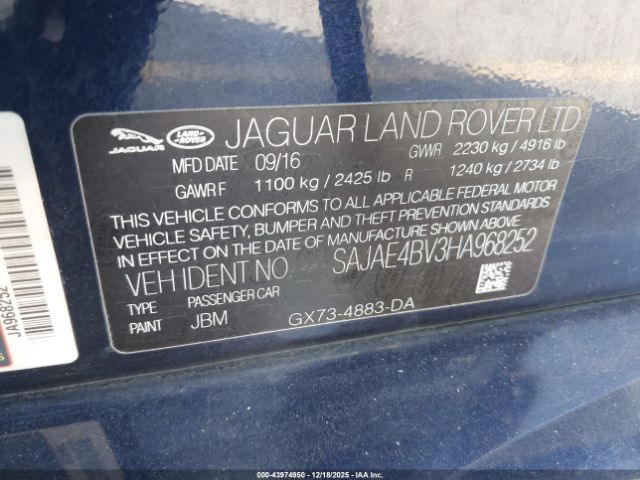 JAGUAR LAND-ROVER JAGUAR LAND ROVER LTD
MFD DATE 09/16 GWR 2230 kg / 4916 lb
GAWR F 1100 kg / 2425 lb R 1240 kg / 2734 lb
THIS VEHICLE CONFORMS TO ALL APPLICABLE FEDERAL MOTOR
VEHICLE SAFETY, BUMPER AND THEFT PREVENTION STANDARDS
IN EFFECT ON THE DATE OF MANUFACTURE SHOWN ABOVE.
VEH IDENT NO. SAJAE4BV3HA968252
TYPE PASSENGER CAR
PAINT JBM GX73-4883-DA
JA968252
© IAA - 43974950 - 12/18/2025 - IAAI.COM